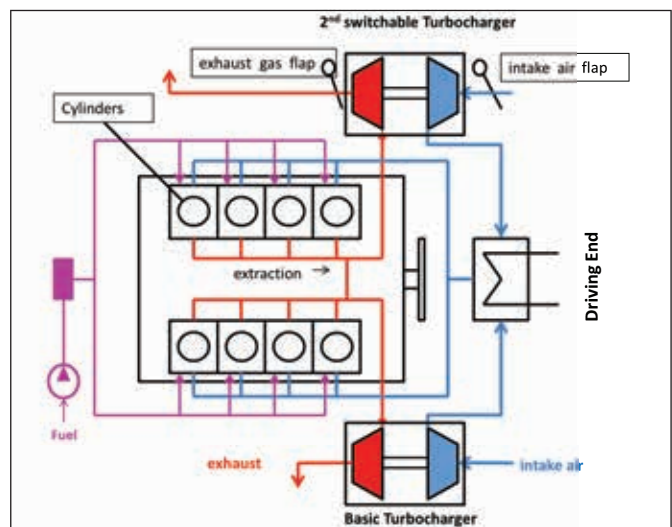 2nd switchable Turbocharger
exhaust gas flap
intake air flap
Cylinders
extraction →
Driving End
Fuel
exhaust
intake air
Basic Turbocharger